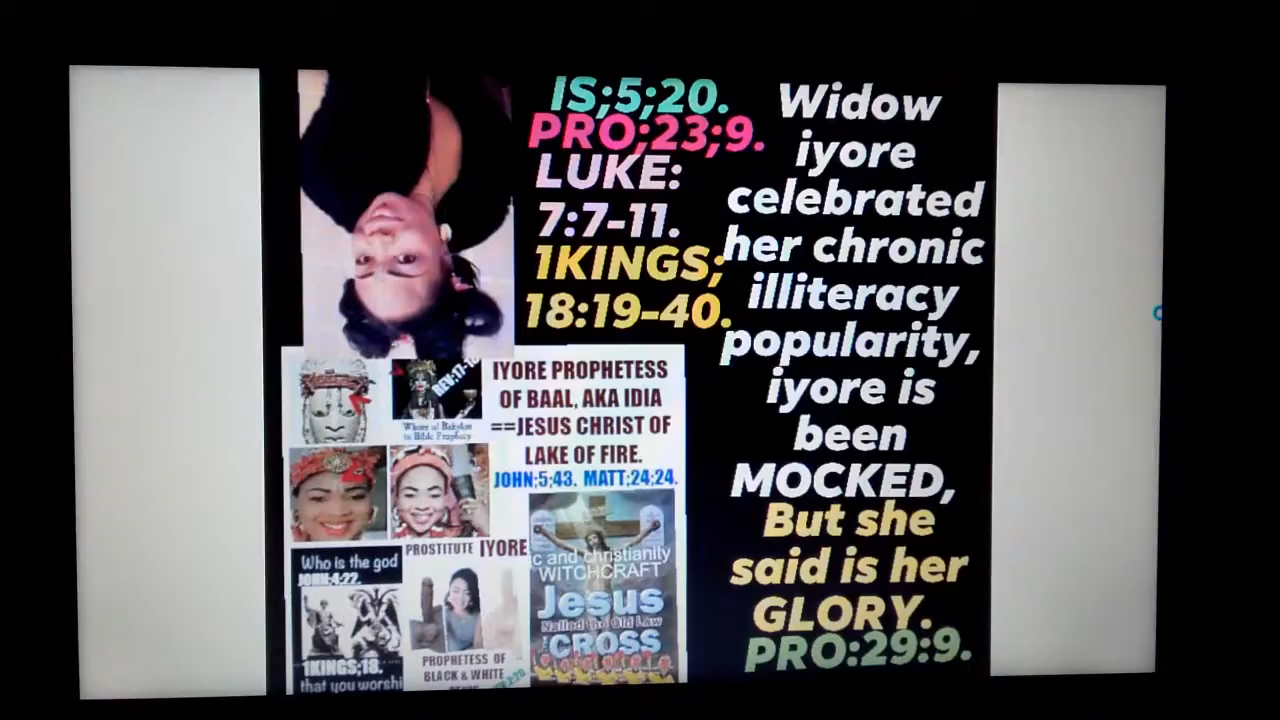 IS;5;20.
PRO;23;9.
LUKE:
7:7-11.
1KINGS;
18:19-40.
Widow
iyore
celebrated
her chronic
illiteracy
popularity,
iyore is
been
MOCKED,
But she
said is her
GLORY.
PRO:29:9.
IYORE PROPHETESS
OF BAAL, AKA IDIA
==JESUS CHRIST OF
LAKE OF FIRE.
JOHN;5;43. MATT;24;24.
REV:17-18
Whore of Babylon
in Bible Prophecy
PROSTITUTE IYORE
Who is the god
JOHN:4:22.
1KINGS;18.
that you worshi
PROPHETESS OF
BLACK & WHITE
c and christianity
WITCHCRAFT
Jesus
Nailed the Old Law
CROSS